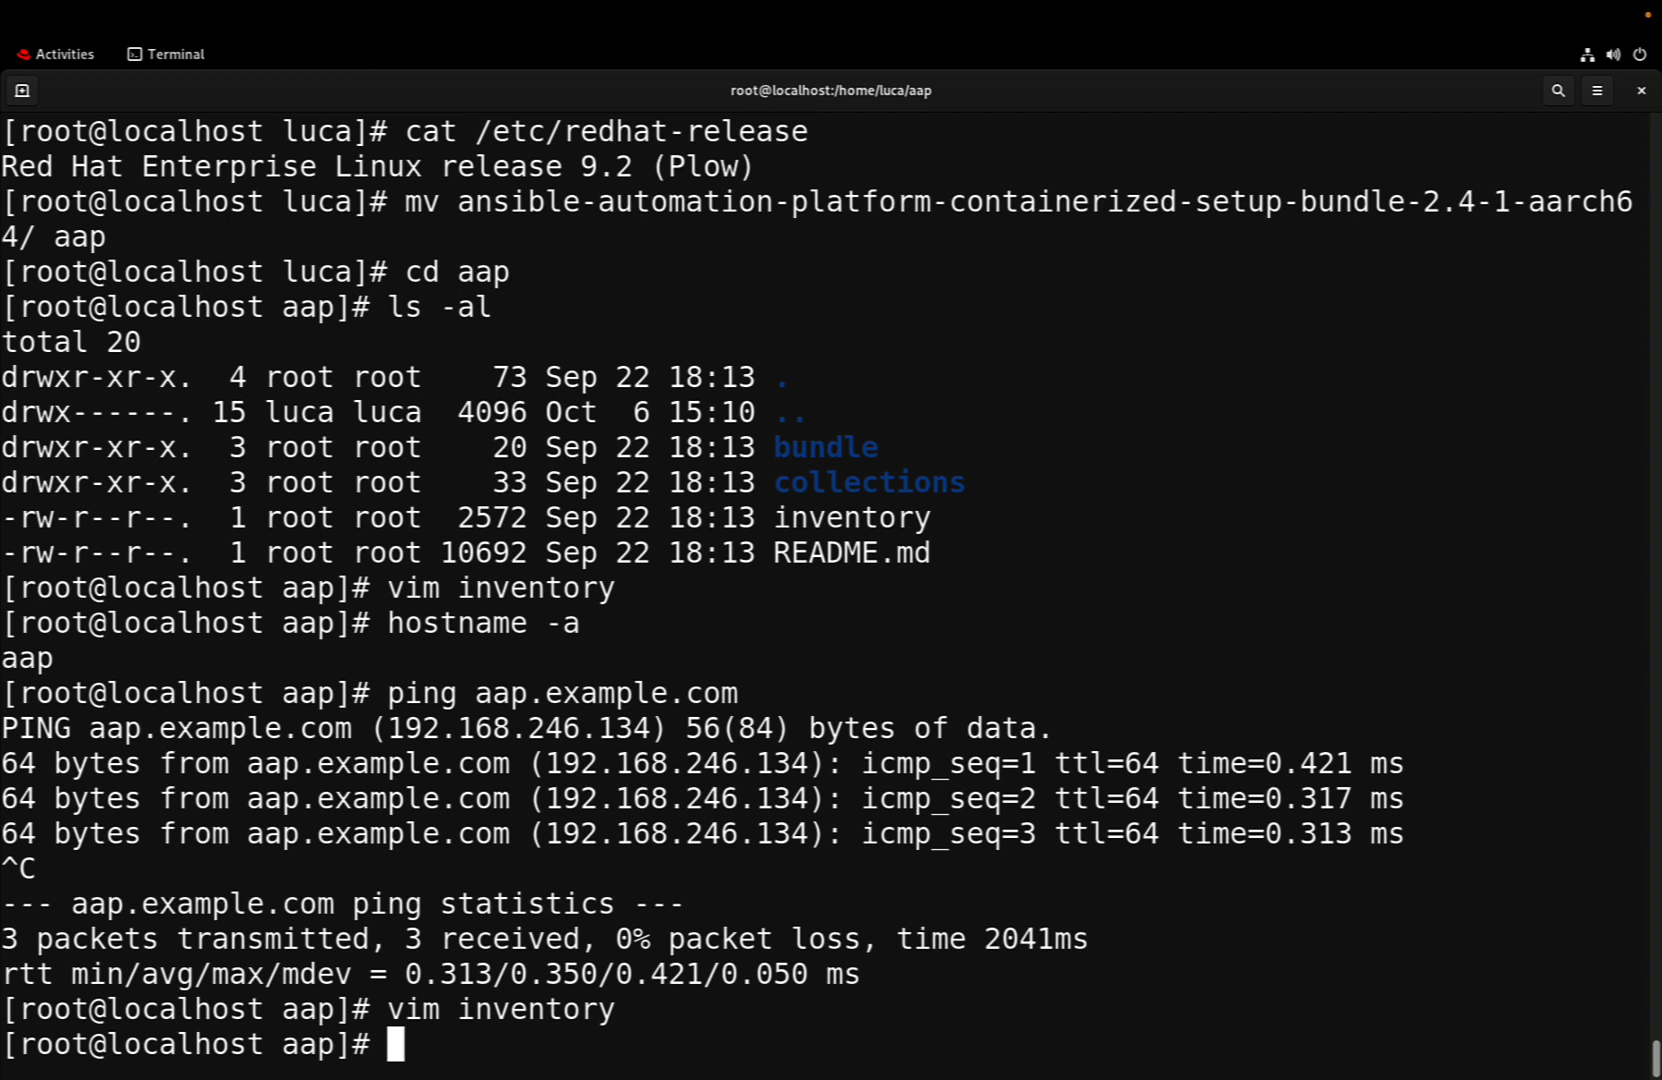 Activities Terminal
root@localhost:/home/luca/aap
[root@localhost luca]# cat /etc/redhat-release
Red Hat Enterprise Linux release 9.2 (Plow)
[root@localhost luca]# mv ansible-automation-platform-containerized-setup-bundle-2.4-1-aarch6
4/ aap
[root@localhost luca]# cd aap
[root@localhost aap]# ls -al
total 20
drwxr-xr-x.  4 root root    73 Sep 22 18:13 .
drwx------. 15 luca luca  4096 Oct  6 15:10 ..
drwxr-xr-x.  3 root root    20 Sep 22 18:13 bundle
drwxr-xr-x.  3 root root    33 Sep 22 18:13 collections
-rw-r--r--.  1 root root  2572 Sep 22 18:13 inventory
-rw-r--r--.  1 root root 10692 Sep 22 18:13 README.md
[root@localhost aap]# vim inventory
[root@localhost aap]# hostname -a
aap
[root@localhost aap]# ping aap.example.com
PING aap.example.com (192.168.246.134) 56(84) bytes of data.
64 bytes from aap.example.com (192.168.246.134): icmp_seq=1 ttl=64 time=0.421 ms
64 bytes from aap.example.com (192.168.246.134): icmp_seq=2 ttl=64 time=0.317 ms
64 bytes from aap.example.com (192.168.246.134): icmp_seq=3 ttl=64 time=0.313 ms
^C
--- aap.example.com ping statistics ---
3 packets transmitted, 3 received, 0% packet loss, time 2041ms
rtt min/avg/max/mdev = 0.313/0.350/0.421/0.050 ms
[root@localhost aap]# vim inventory
[root@localhost aap]#